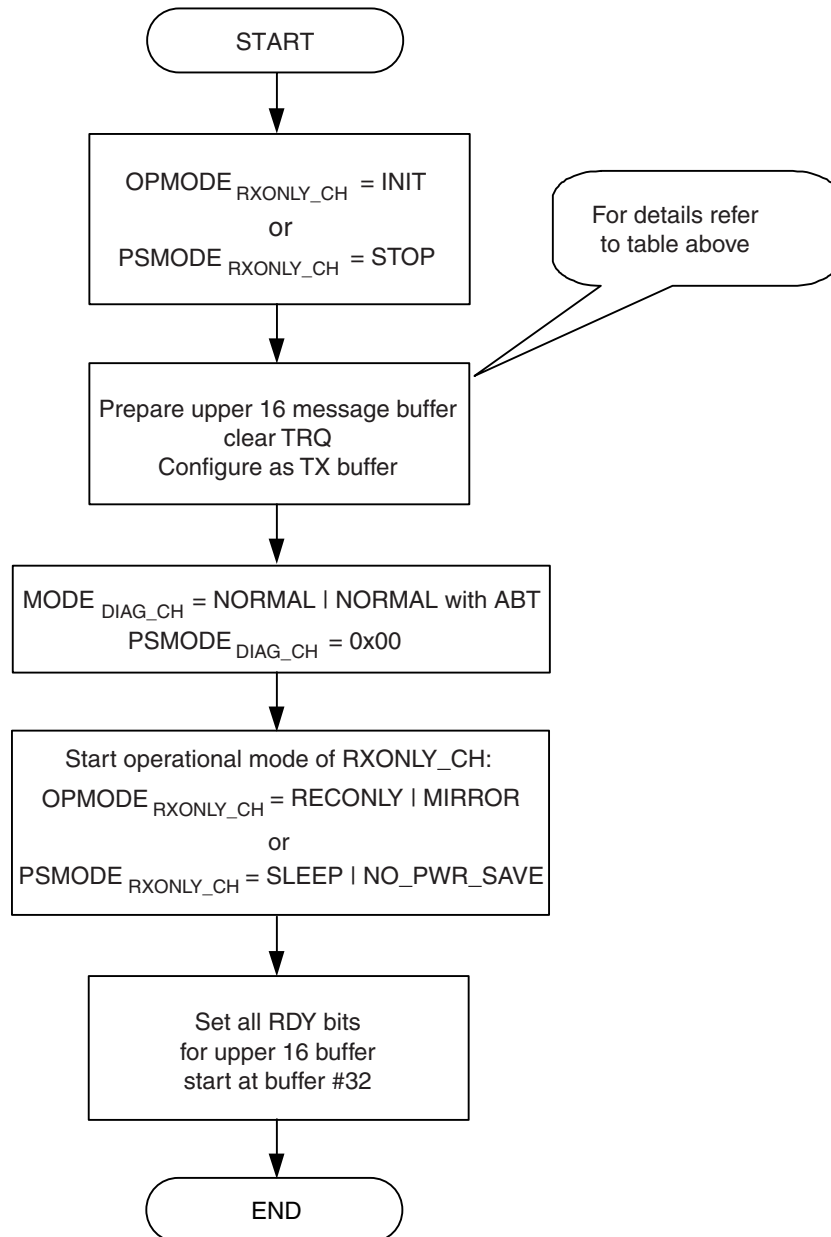 START
OPMODE RXONLY_CH = INIT
or
PSMODE RXONLY_CH = STOP
For details refer
to table above
Prepare upper 16 message buffer
clear TRQ
Configure as TX buffer
MODE DIAG_CH = NORMAL | NORMAL with ABT
PSMODE DIAG_CH = 0x00
Start operational mode of RXONLY_CH:
OPMODE RXONLY_CH = RECONLY | MIRROR
or
PSMODE RXONLY_CH = SLEEP | NO_PWR_SAVE
Set all RDY bits
for upper 16 buffer
start at buffer #32
END